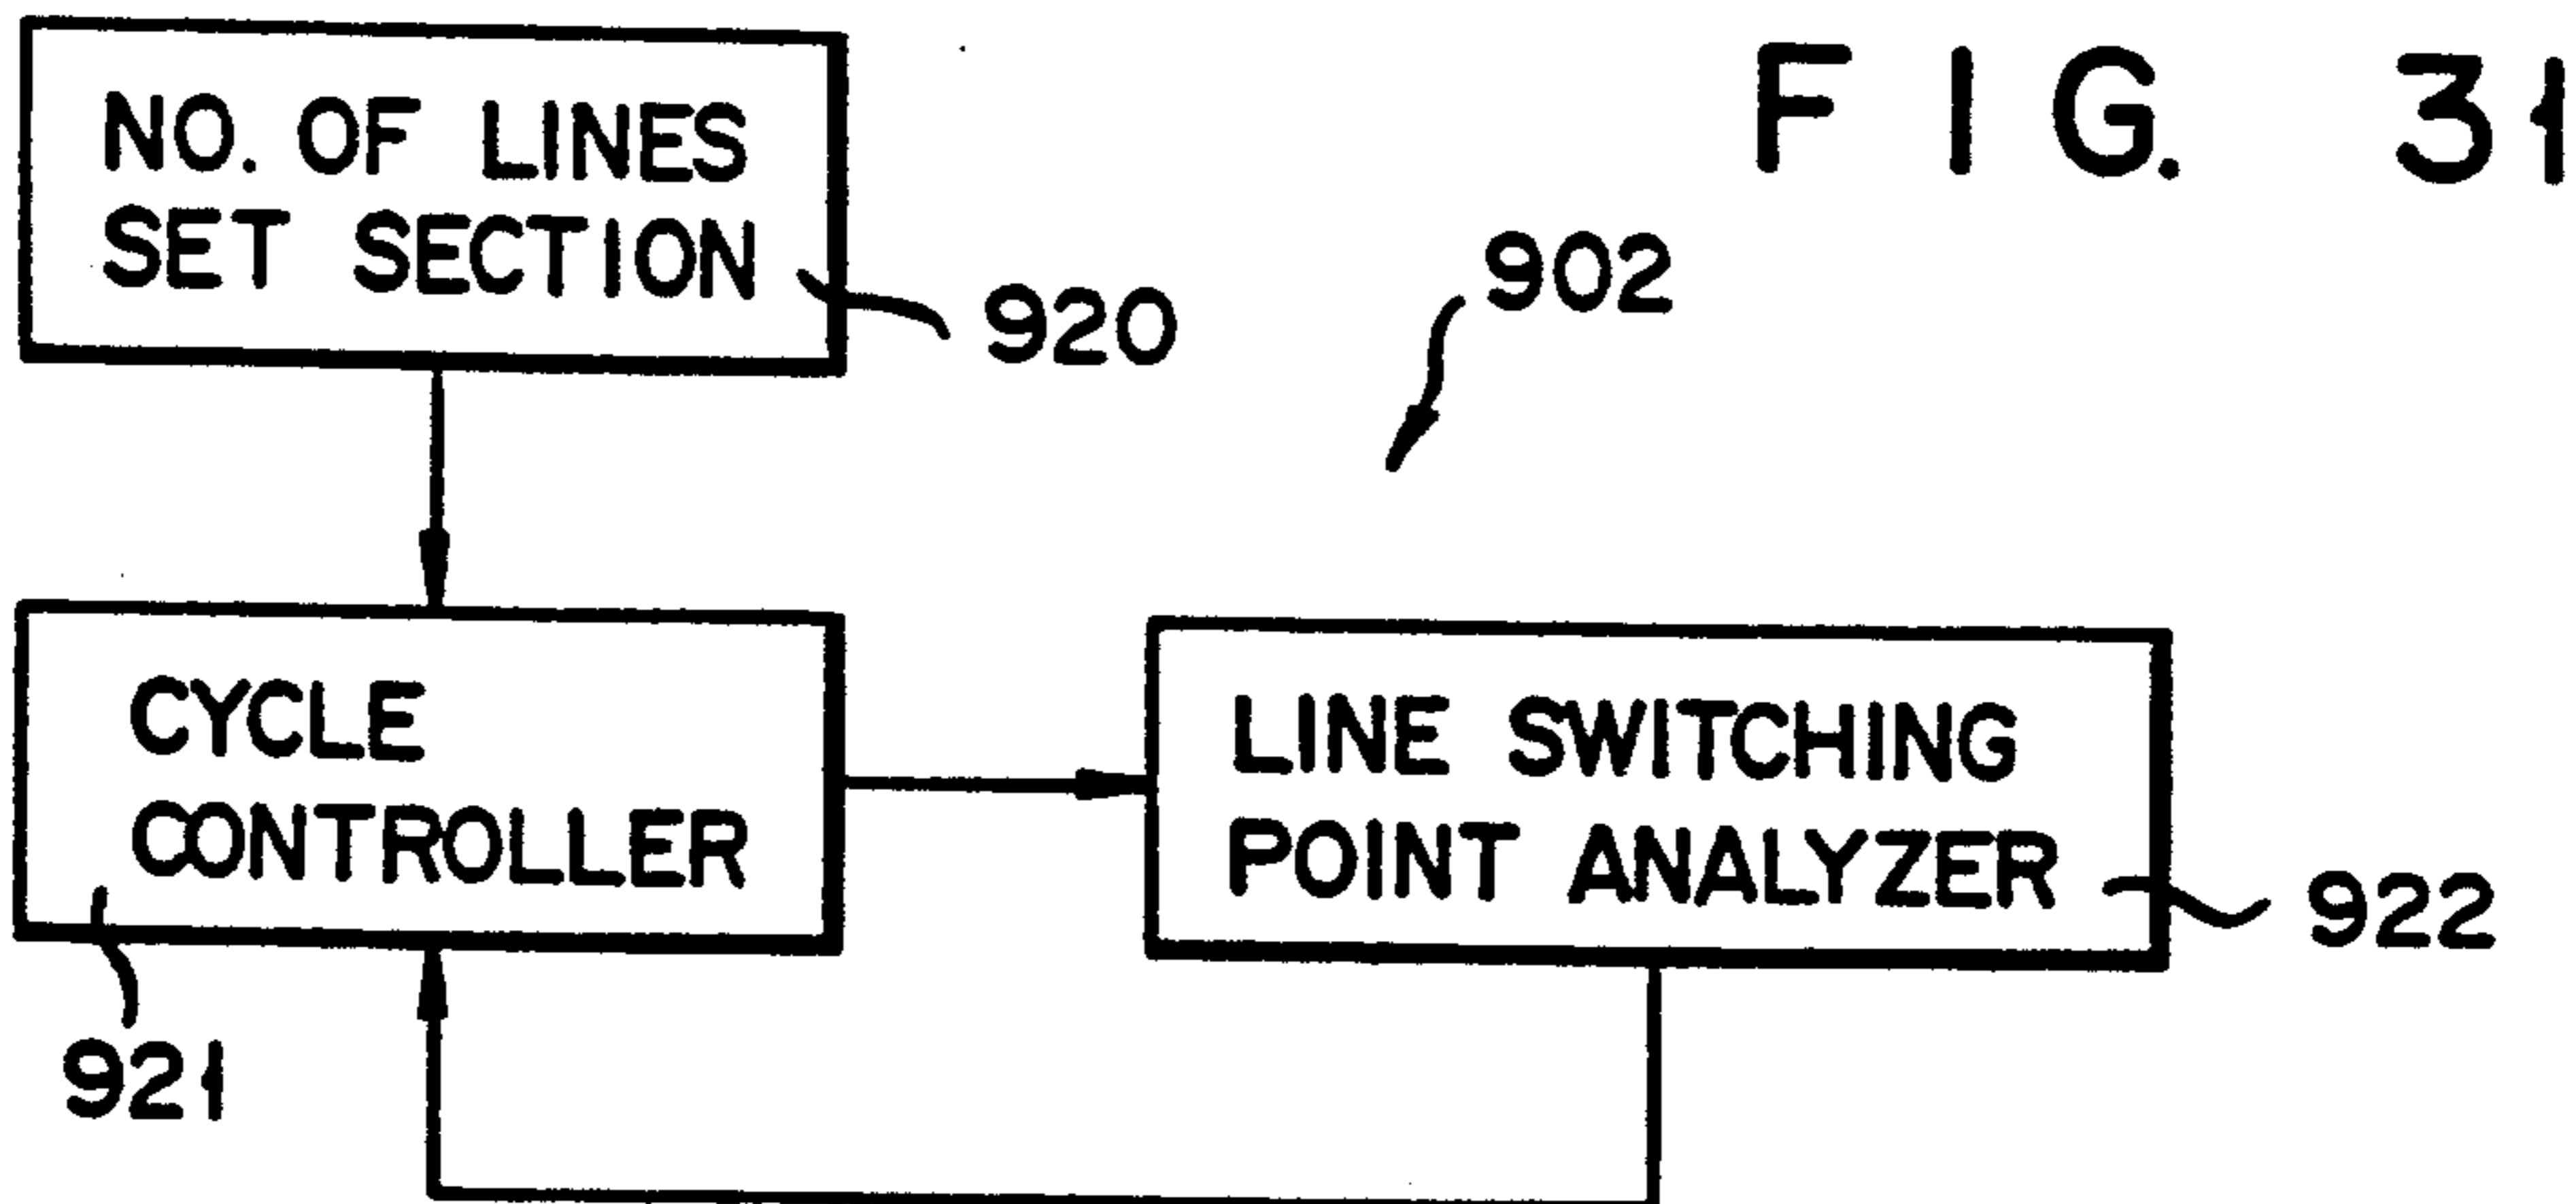 FIG. 31
NO. OF LINES
SET SECTION
920
902
CYCLE
CONTROLLER
921
LINE SWITCHING
POINT ANALYZER
922